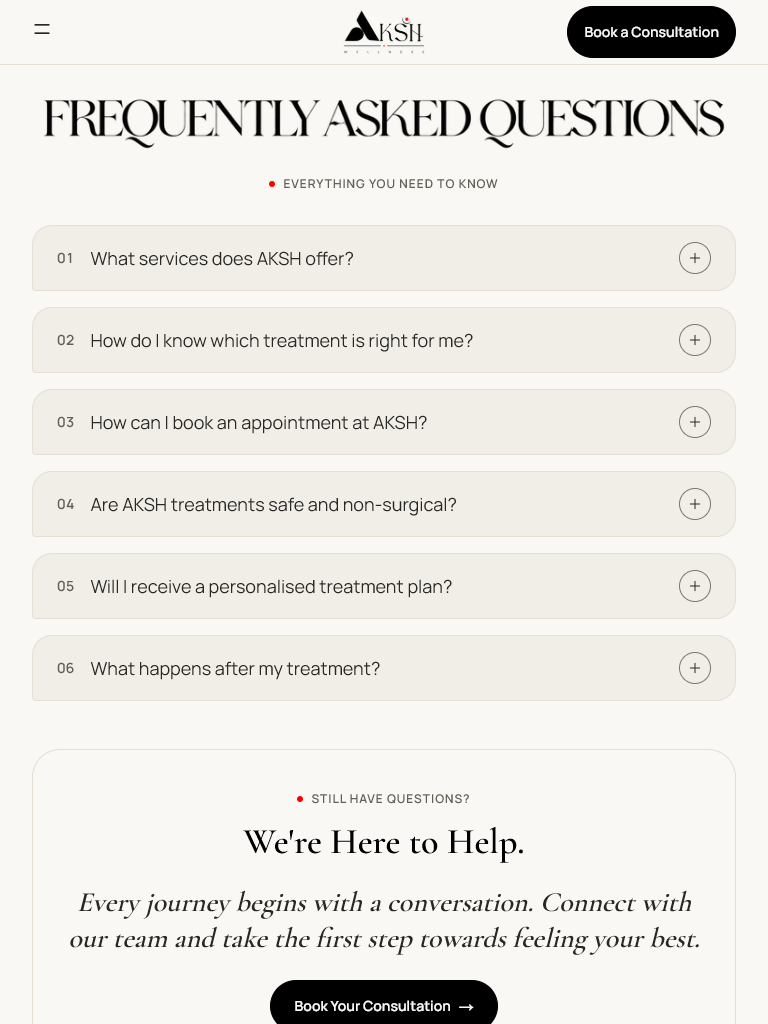 AKSH
WELLNESS
Book a Consultation
FREQUENTLY ASKED QUESTIONS
EVERYTHING YOU NEED TO KNOW
01 What services does AKSH offer?
02 How do I know which treatment is right for me?
03 How can I book an appointment at AKSH?
04 Are AKSH treatments safe and non-surgical?
05 Will I receive a personalised treatment plan?
06 What happens after my treatment?
STILL HAVE QUESTIONS?
We're Here to Help.
Every journey begins with a conversation. Connect with
our team and take the first step towards feeling your best.
Book Your Consultation →